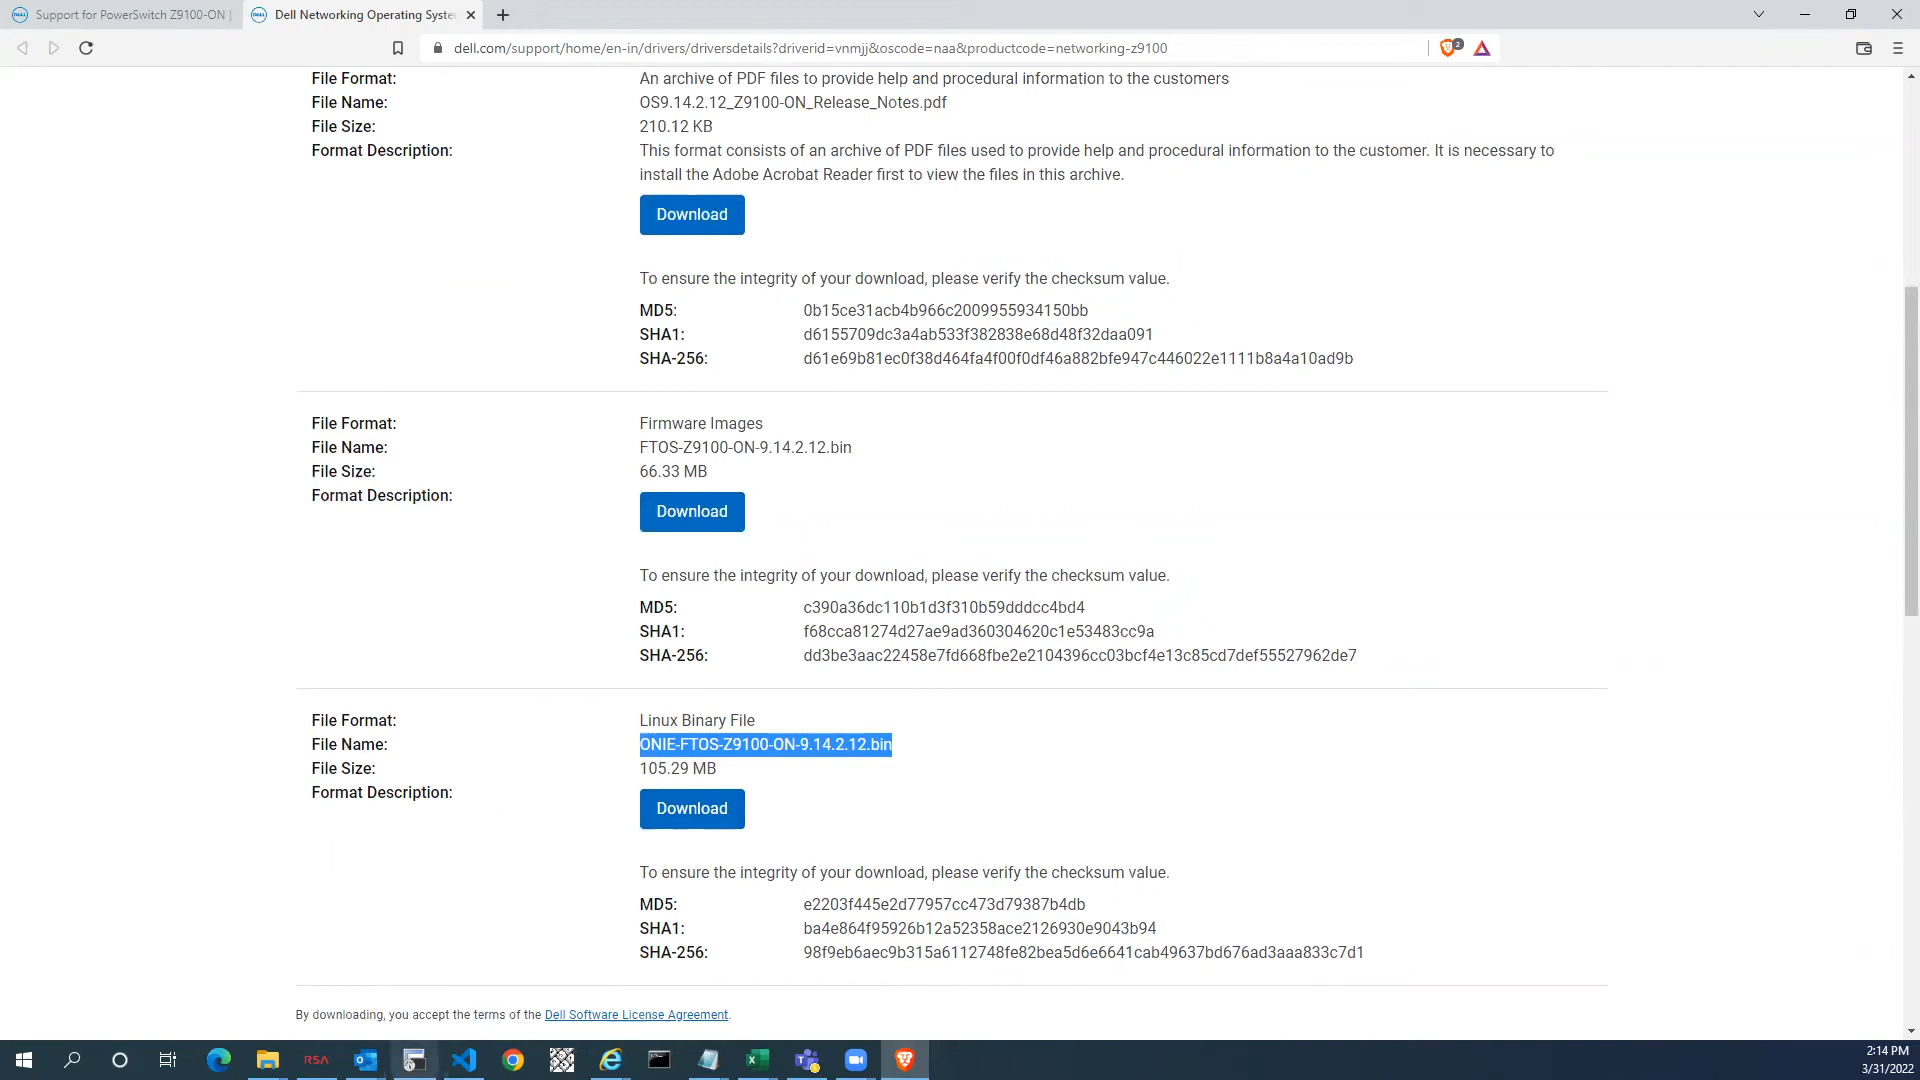 Support for PowerSwitch Z9100-ON |
Dell Networking Operating Syste
dell.com/support/home/en-in/drivers/driversdetails?driverid=vnmjj&oscode=naa&productcode=networking-z9100
2
File Format: An archive of PDF files to provide help and procedural information to the customers
File Name: OS9.14.2.12_Z9100-ON_Release_Notes.pdf
File Size: 210.12 KB
Format Description: This format consists of an archive of PDF files used to provide help and procedural information to the customer. It is necessary to
install the Adobe Acrobat Reader first to view the files in this archive.
Download
To ensure the integrity of your download, please verify the checksum value.
MD5: 0b15ce31acb4b966c2009955934150bb
SHA1: d6155709dc3a4ab533f382838e68d48f32daa091
SHA-256: d61e69b81ec0f38d464fa4f00f0df46a882bfe947c446022e1111b8a4a10ad9b
File Format: Firmware Images
File Name: FTOS-Z9100-ON-9.14.2.12.bin
File Size: 66.33 MB
Format Description:
Download
To ensure the integrity of your download, please verify the checksum value.
MD5: c390a36dc110b1d3f310b59dddcc4bd4
SHA1: f68cca81274d27ae9ad360304620c1e53483cc9a
SHA-256: dd3be3aac22458e7fd668fbe2e2104396cc03bcf4e13c85cd7def55527962de7
File Format: Linux Binary File
File Name: ONIE-FTOS-Z9100-ON-9.14.2.12.bin
File Size: 105.29 MB
Format Description:
Download
To ensure the integrity of your download, please verify the checksum value.
MD5: e2203f445e2d77957cc473d79387b4db
SHA1: ba4e864f95926b12a52358ace2126930e9043b94
SHA-256: 98f9eb6aec9b315a6112748fe82bea5d6e6641cab49637bd676ad3aaa833c7d1
By downloading, you accept the terms of the Dell Software License Agreement.
RSA
2:14 PM
3/31/2022